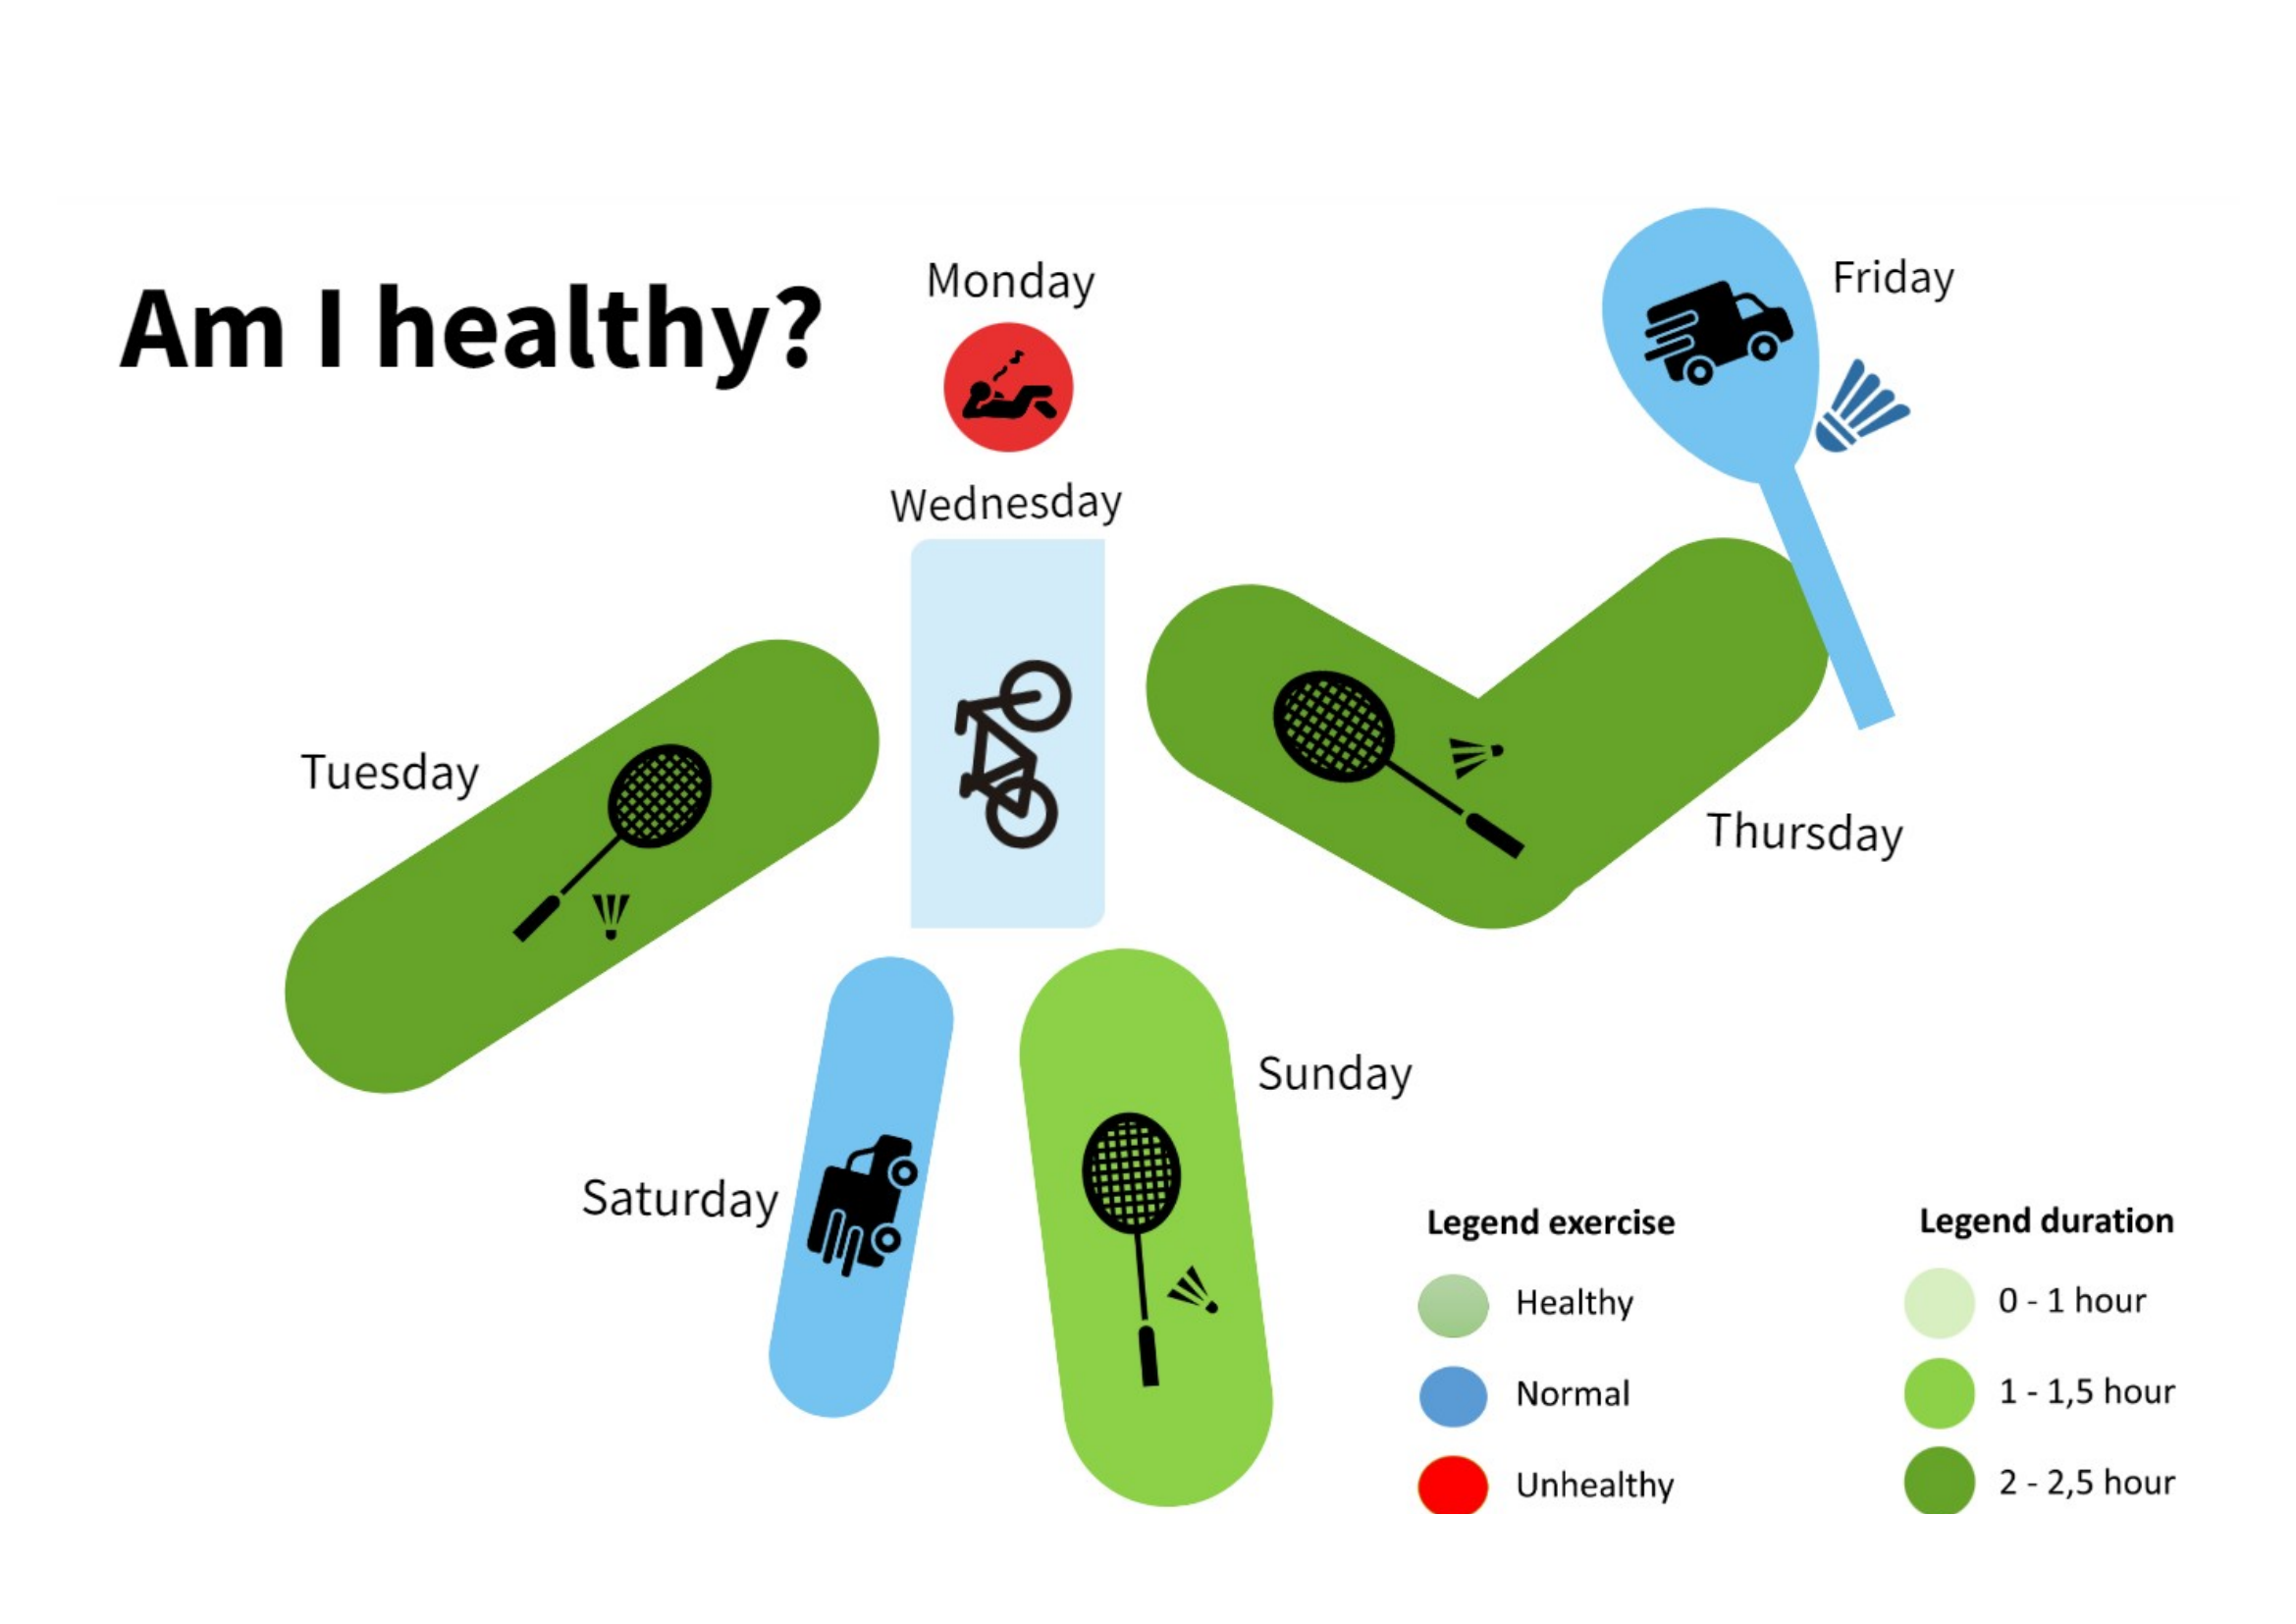 Am I healthy?
Monday
Friday
Wednesday
Tuesday
Thursday
Sunday
Saturday
Legend exercise
Healthy
Normal
Unhealthy
Legend duration
0 - 1 hour
1 - 1,5 hour
2 - 2,5 hour